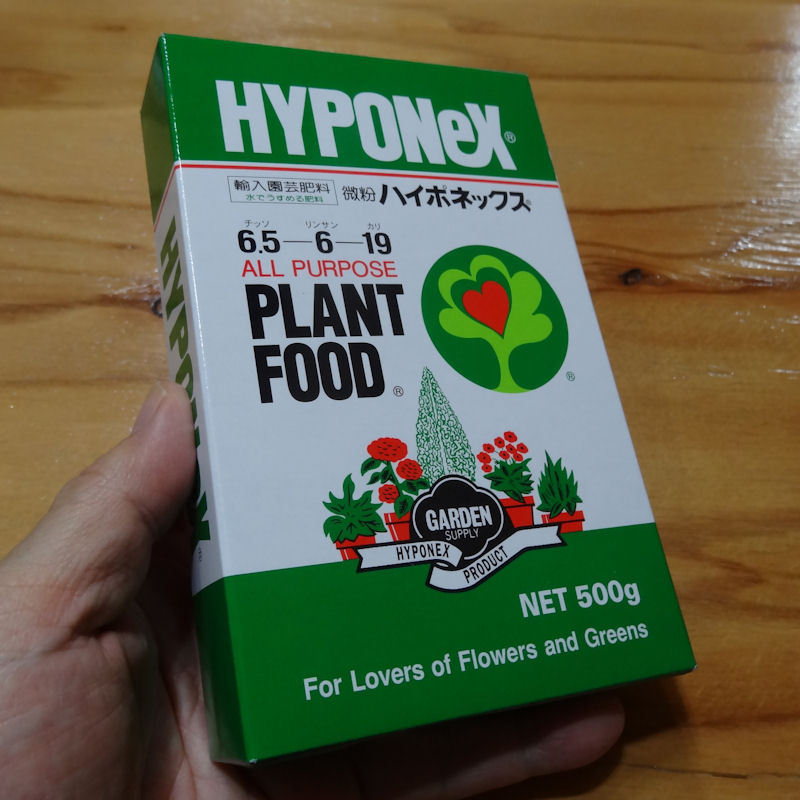 HYPONeX®
輸入園芸肥料
水でうすめる肥料
微粉 ハイポネックス®
チッソ リンサン カリ
6.5—6—19
ALL PURPOSE
PLANT
FOOD®
®
GARDEN
SUPPLY
HYPONEX PRODUCT
NET 500g
For Lovers of Flowers and Greens
HYPONeX